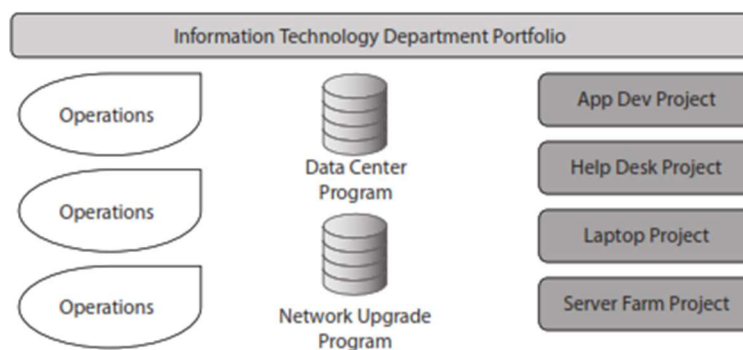 Information Technology Department Portfolio
Operations
Operations
Operations
Data Center
Program
Network Upgrade
Program
App Dev Project
Help Desk Project
Laptop Project
Server Farm Project